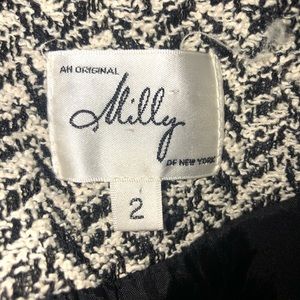 AN ORIGINAL
Milly
OF NEW YORK
2